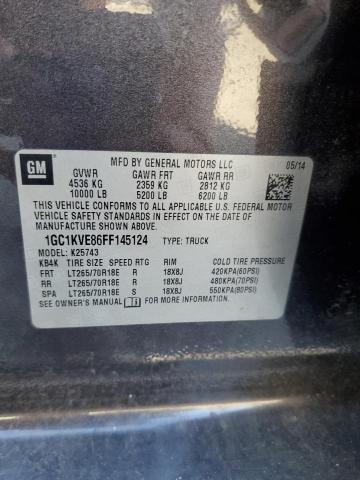 GM
MFD BY GENERAL MOTORS LLC 05/14
GVWR GAWR FRT GAWR RR
4536 KG 2359 KG 2812 KG
10000 LB 5200 LB 6200 LB
THIS VEHICLE CONFORMS TO ALL APPLICABLE U.S. FEDERAL MOTOR
VEHICLE SAFETY STANDARDS IN EFFECT ON THE DATE OF
MANUFACTURE SHOWN ABOVE.
1GC1KVE86FF145124 TYPE: TRUCK
MODEL: K25743
KB4K TIRE SIZE SPEED RTG RIM COLD TIRE PRESSURE
FRT LT265/70R18E R 18X8J 420KPA(60PSI)
RR LT265/70R18E R 18X8J 480KPA(70PSI)
SPA LT265/70R18E S 18X8J 550KPA(80PSI)
SEE OWNER'S MANUAL FOR ADDITIONAL INFORMATION.